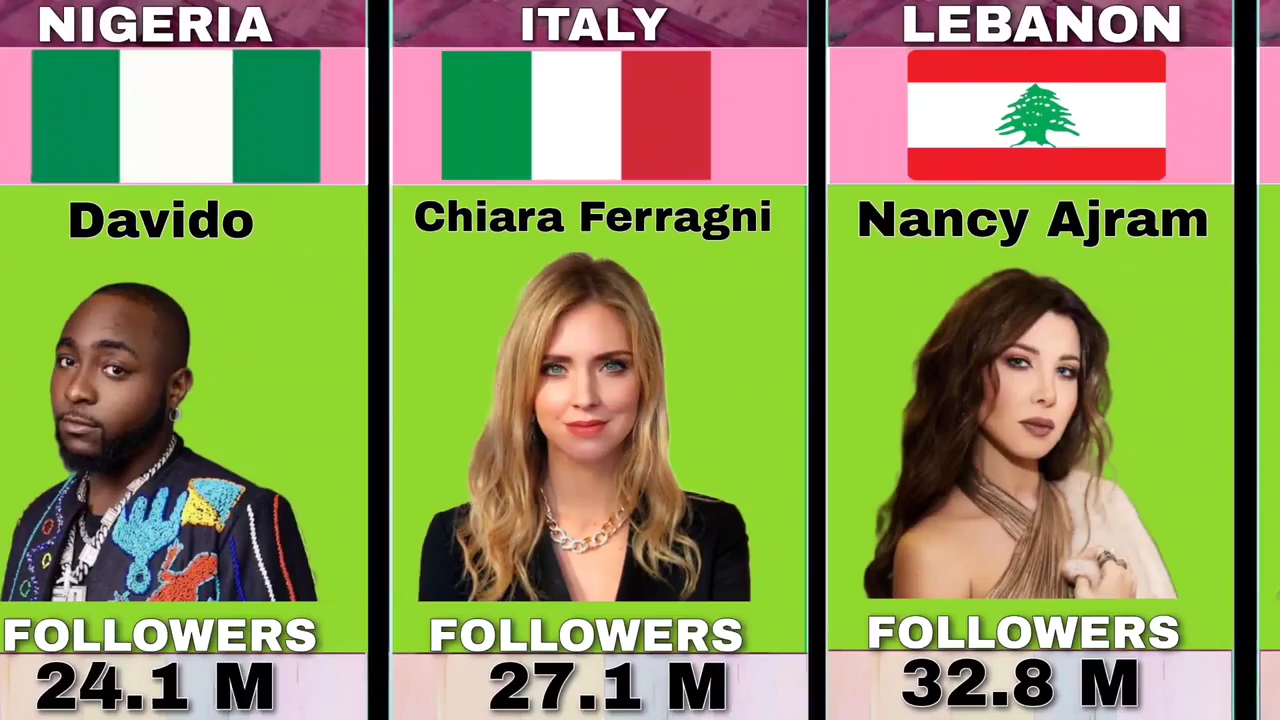 NIGERIA
Davido
FOLLOWERS
24.1 M
ITALY
Chiara Ferragni
FOLLOWERS
27.1 M
LEBANON
Nancy Ajram
FOLLOWERS
32.8 M